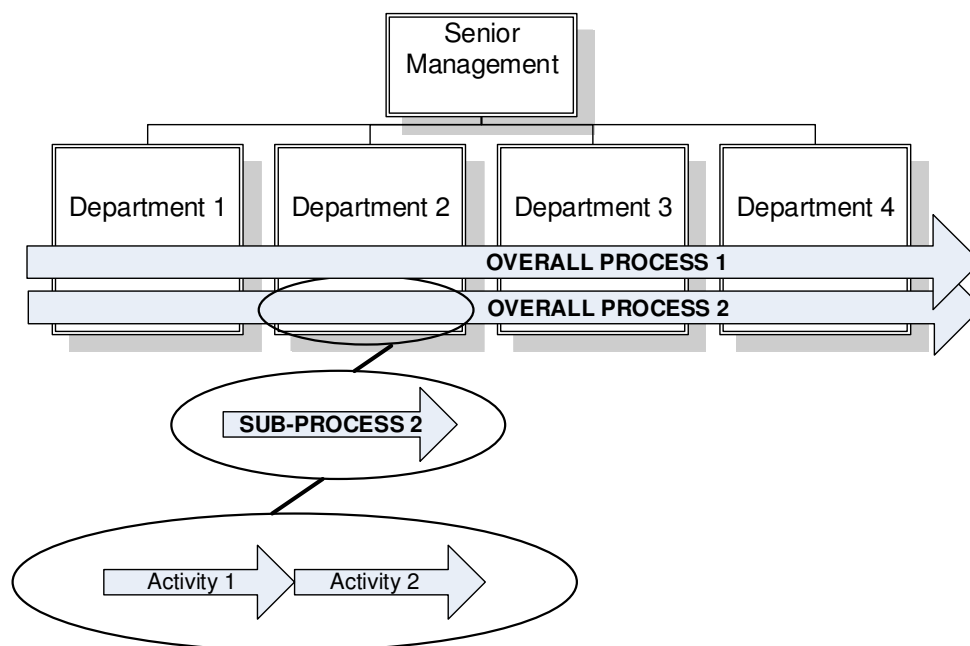 Senior
Management
Department 1
Department 2
Department 3
Department 4
OVERALL PROCESS 1
OVERALL PROCESS 2
SUB-PROCESS 2
Activity 1
Activity 2